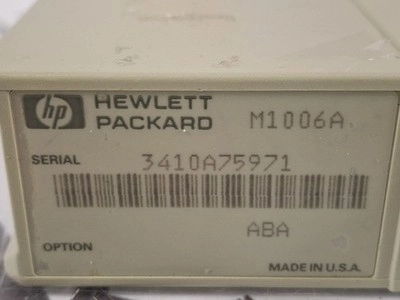 hp HEWLETT
PACKARD M1006A
SERIAL 3410A75971
ABA
OPTION
MADE IN U.S.A.